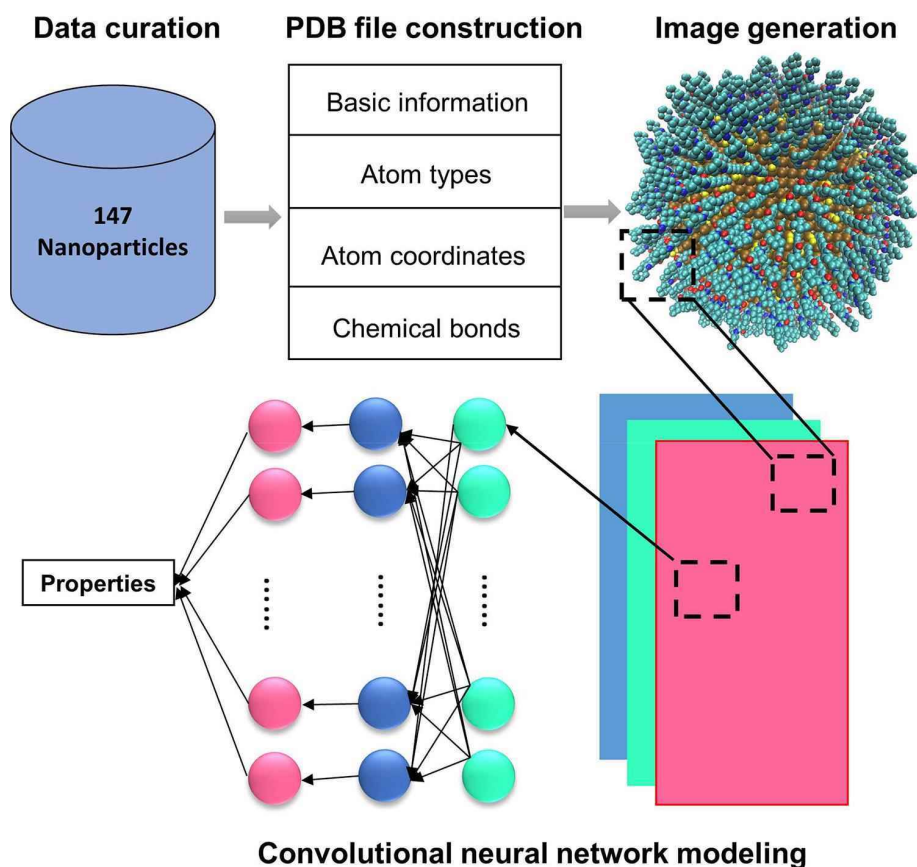 Data curation
PDB file construction
Image generation
147
Nanoparticles
Basic information
Atom types
Atom coordinates
Chemical bonds
Properties
Convolutional neural network modeling